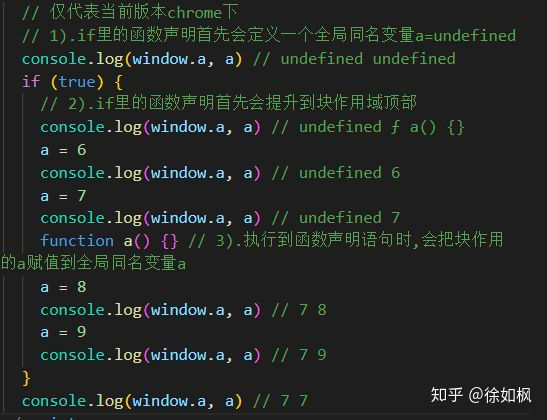 // 仅代表当前版本chrome下
// 1).if里的函数声明首先会定义一个全局同名变量a=undefined
console.log(window.a, a) // undefined undefined
if (true) {
// 2).if里的函数声明首先会提升到块作用域顶部
console.log(window.a, a) // undefined ƒ a() {}
a = 6
console.log(window.a, a) // undefined 6
a = 7
console.log(window.a, a) // undefined 7
function a() {} // 3).执行到函数声明语句时,会把块作用
的a赋值到全局同名变量a
a = 8
console.log(window.a, a) // 7 8
a = 9
console.log(window.a, a) // 7 9
}
console.log(window.a, a) // 7 7
知乎 @徐如枫